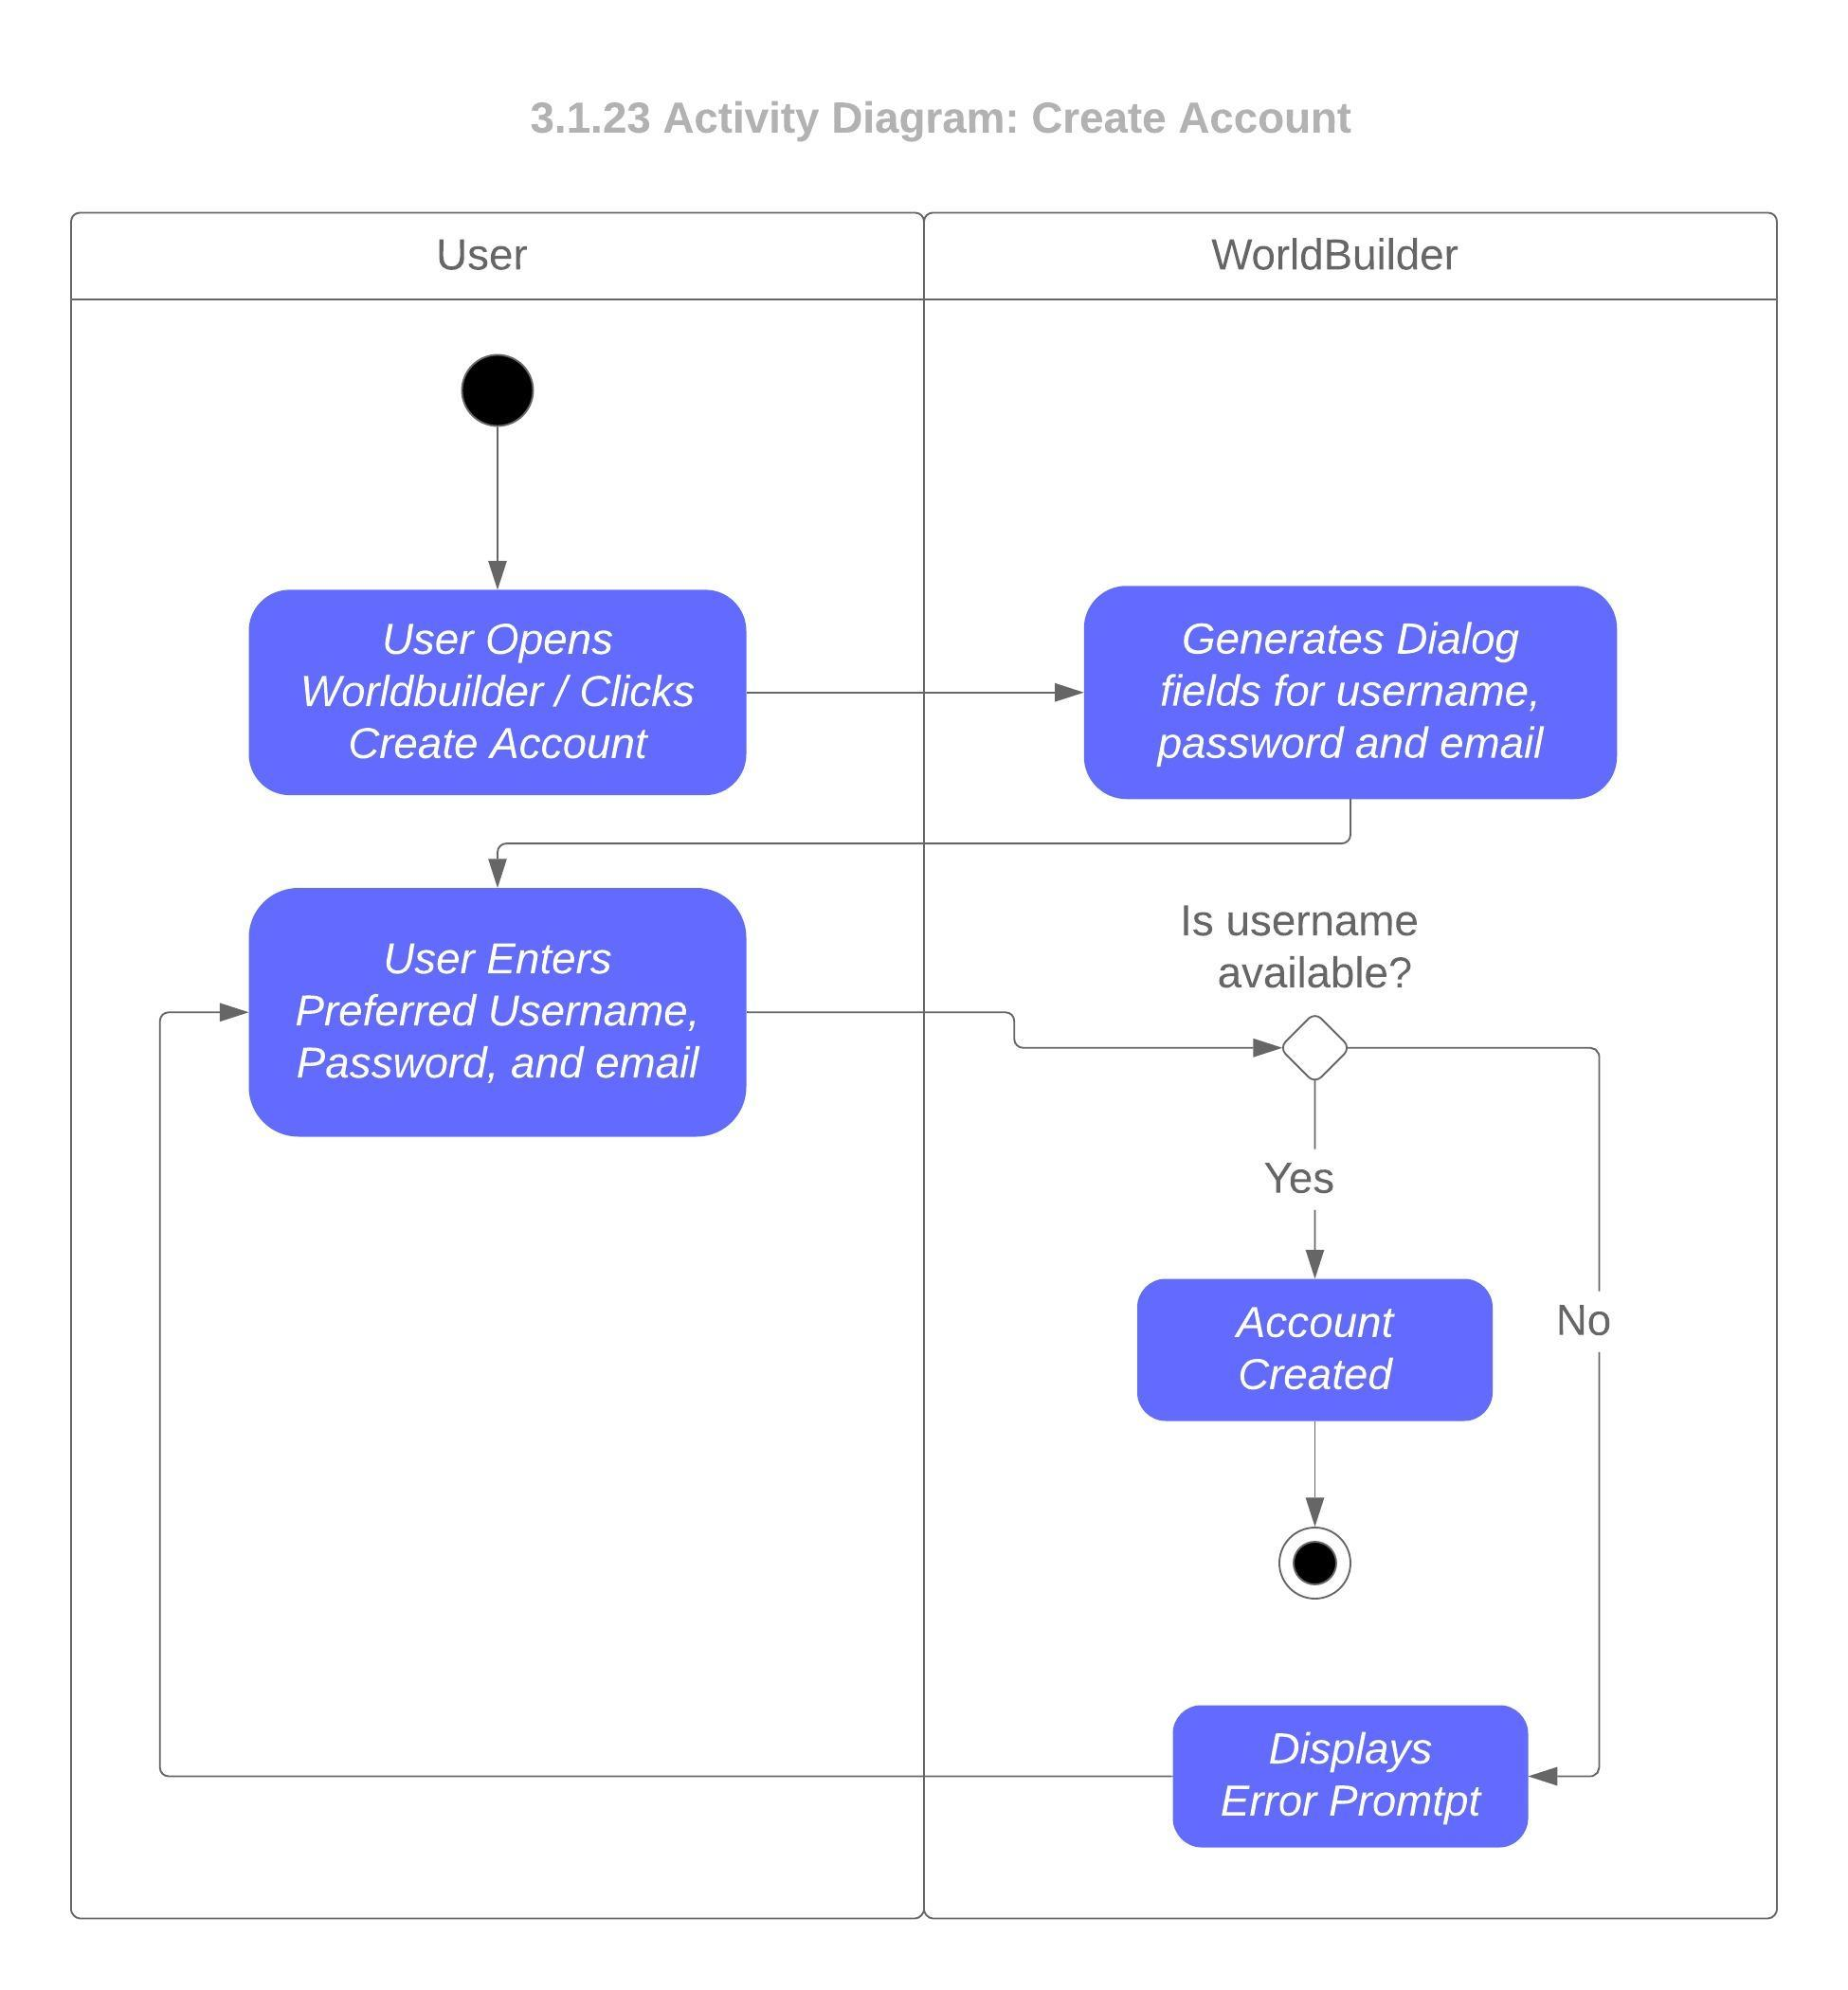 3.1.23 Activity Diagram: Create Account
User
WorldBuilder
User Opens
Worldbuilder / Clicks
Create Account
Generates Dialog
fields for username,
password and email
User Enters
Preferred Username,
Password, and email
Is username
available?
Yes
No
Account
Created
Displays
Error Promtpt